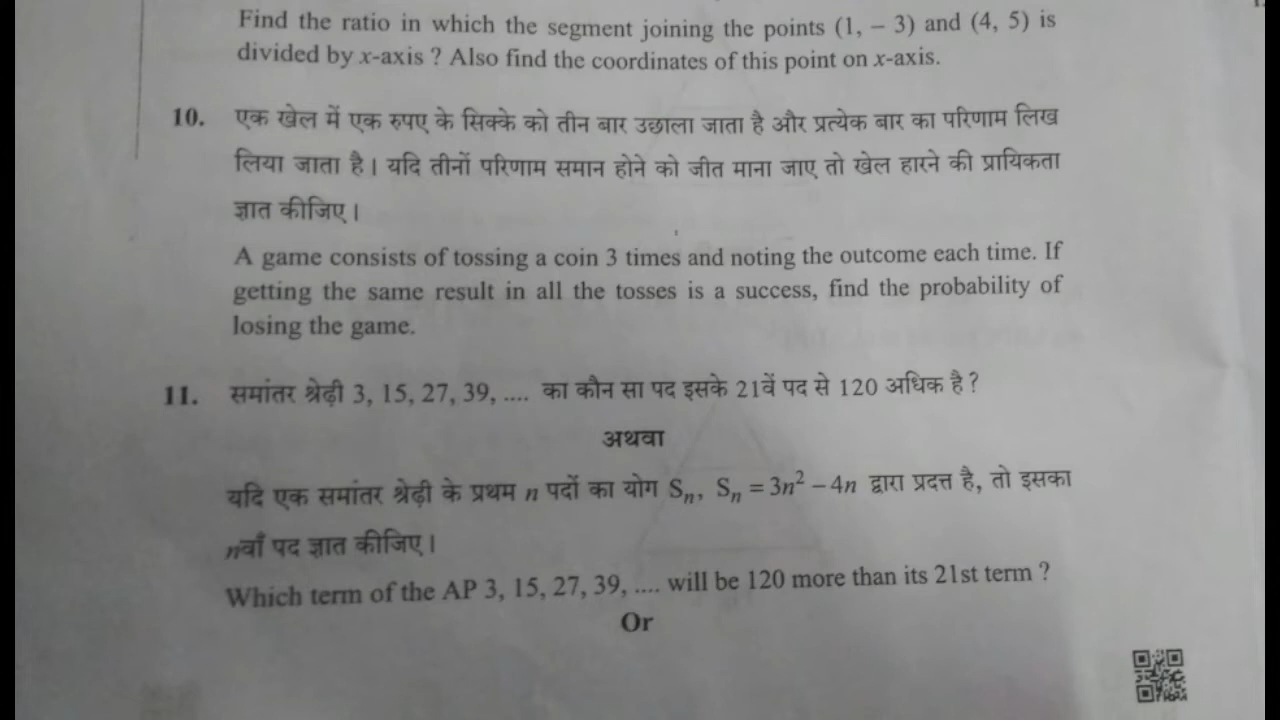 Find the ratio in which the segment joining the points (1, – 3) and (4, 5) is
divided by x-axis ? Also find the coordinates of this point on x-axis.
10. एक खेल में एक रुपए के सिक्के को तीन बार उछाला जाता है और प्रत्येक बार का परिणाम लिख
लिया जाता है। यदि तीनों परिणाम समान होने को जीत माना जाए तो खेल हारने की प्रायिकता
ज्ञात कीजिए।
A game consists of tossing a coin 3 times and noting the outcome each time. If
getting the same result in all the tosses is a success, find the probability of
losing the game.
11. समांतर श्रेढ़ी 3, 15, 27, 39, .... का कौन सा पद इसके 21वें पद से 120 अधिक है ?
अथवा
यदि एक समांतर श्रेढ़ी के प्रथम n पदों का योग Sₙ, Sₙ = 3n² – 4n द्वारा प्रदत्त है, तो इसका
nवाँ पद ज्ञात कीजिए।
Which term of the AP 3, 15, 27, 39, .... will be 120 more than its 21st term ?
Or